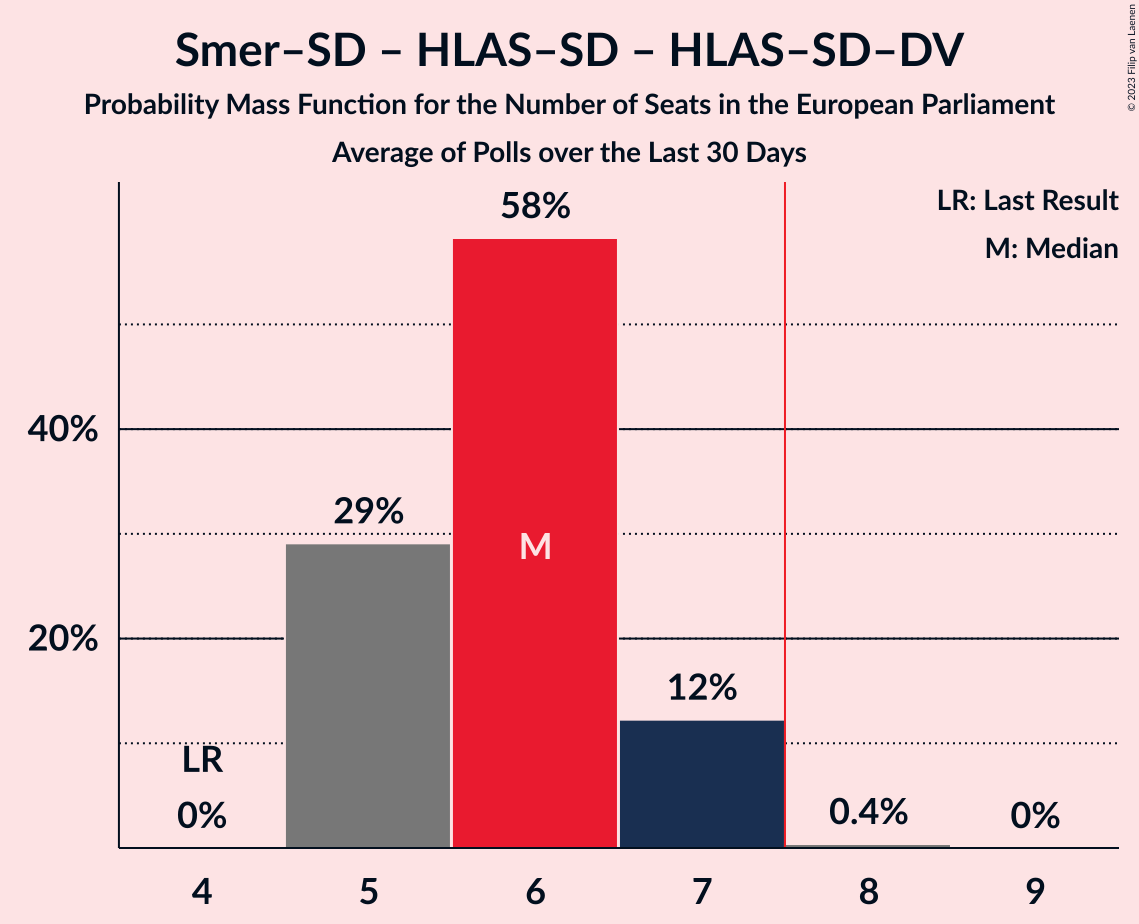 Smer–SD – HLAS–SD – HLAS–SD–DV
Probability Mass Function for the Number of Seats in the European Parliament
Average of Polls over the Last 30 Days
© 2023 Filip van Laenen
LR: Last Result
M: Median
58%
40%
29%
M
20%
12%
LR
0%
0.4%
0%
4 5 6 7 8 9